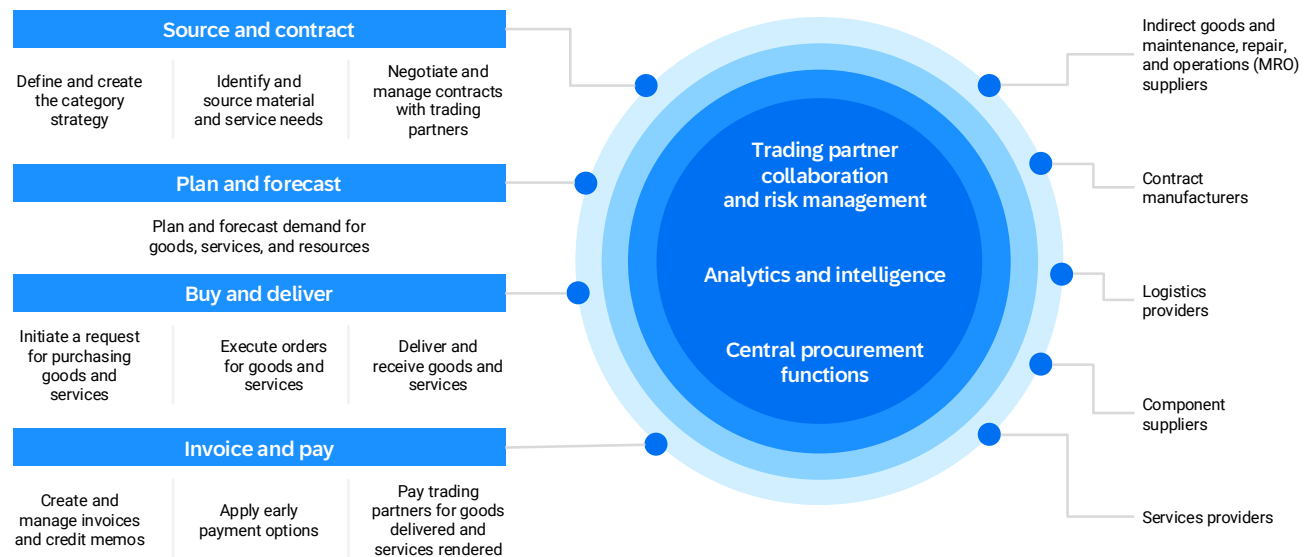 Source and contract
Define and create
the category
strategy
Identify and
source material
and service needs
Negotiate and
manage contracts
with trading
partners
Plan and forecast
Plan and forecast demand for
goods, services, and resources
Buy and deliver
Initiate a request
for purchasing
goods and
services
Execute orders
for goods and
services
Deliver and
receive goods and
services
Invoice and pay
Create and
manage invoices
and credit memos
Apply early
payment options
Pay trading
partners for goods
delivered and
services rendered
Trading partner
collaboration
and risk management
Analytics and intelligence
Central procurement
functions
Indirect goods and
maintenance, repair,
and operations (MRO)
suppliers
Contract
manufacturers
Logistics
providers
Component
suppliers
Services providers